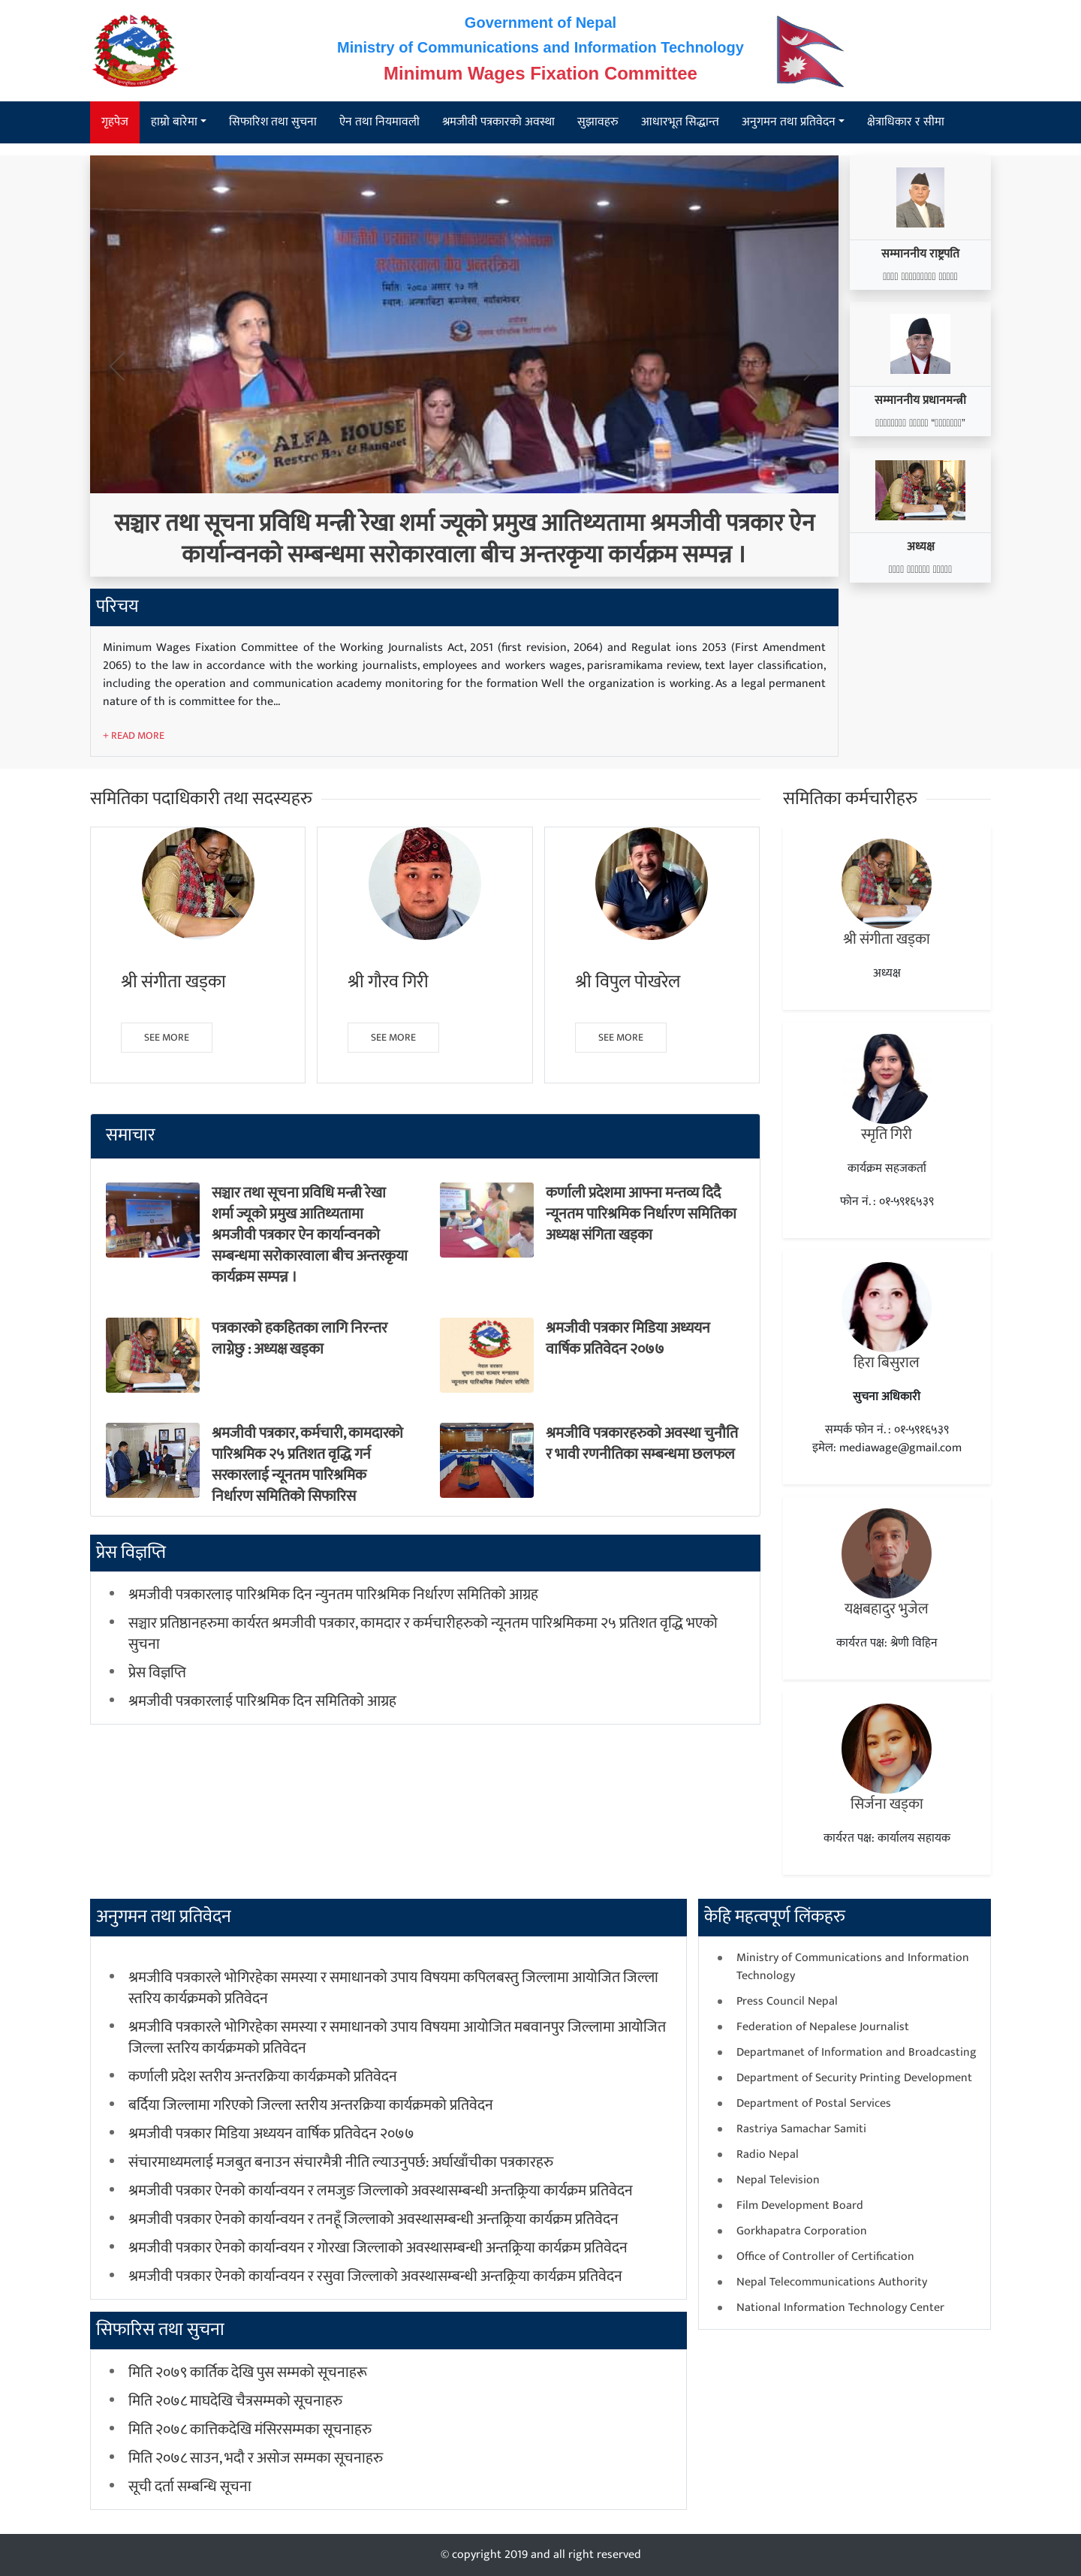 Government of Nepal
Ministry of Communications and Information Technology
Minimum Wages Fixation Committee
गृहपेज
हाम्रो बारेमा
सिफारिश तथा सुचना
ऐन तथा नियमावली
श्रमजीवी पत्रकारको अवस्था
सुझावहरु
आधारभूत सिद्धान्त
अनुगमन तथा प्रतिवेदन
क्षेत्राधिकार र सीमा
मिति: २०७९ असार १७ गते
ALFA HOUSE
सञ्चार तथा सूचना प्रविधि मन्त्री रेखा शर्मा ज्यूको प्रमुख आतिथ्यतामा श्रमजीवी पत्रकार ऐन
कार्यान्वनको सम्बन्धमा सरोकारवाला बीच अन्तरकृया कार्यक्रम सम्पन्न ।
सम्माननीय राष्ट्रपति
सम्माननीय प्रधानमन्त्री
अध्यक्ष
परिचय
Minimum Wages Fixation Committee of the Working Journalists Act, 2051 (first revision, 2064) and Regulat ions 2053 (First Amendment
2065) to the law in accordance with the working journalists, employees and workers wages, parisramikama review, text layer classification,
including the operation and communication academy monitoring for the formation Well the organization is working. As a legal permanent
nature of th is committee for the...
+ READ MORE
समितिका पदाधिकारी तथा सदस्यहरु
श्री संगीता खड्का
SEE MORE
श्री गौरव गिरी
SEE MORE
श्री विपुल पोखरेल
SEE MORE
समितिका कर्मचारीहरु
श्री संगीता खड्का
अध्यक्ष
स्मृति गिरी
कार्यक्रम सहजकर्ता
फोन नं. : ०१-५९१६५३९
हिरा बिसुराल
सुचना अधिकारी
सम्पर्क फोन नं. : ०१-५९१६५३९
इमेल: mediawage@gmail.com
यक्षबहादुर भुजेल
कार्यरत पक्ष: श्रेणी विहिन
सिर्जना खड्का
कार्यरत पक्ष: कार्यालय सहायक
समाचार
सञ्चार तथा सूचना प्रविधि मन्त्री रेखा
शर्मा ज्यूको प्रमुख आतिथ्यतामा
श्रमजीवी पत्रकार ऐन कार्यान्वनको
सम्बन्धमा सरोकारवाला बीच अन्तरकृया
कार्यक्रम सम्पन्न ।
कर्णाली प्रदेशमा आफ्ना मन्तव्य दिदै
न्यूनतम पारिश्रमिक निर्धारण समितिका
अध्यक्ष संगिता खड्का
पत्रकारको हकहितका लागि निरन्तर
लाग्नेछु : अध्यक्ष खड्का
नेपाल सरकार
सूचना तथा सञ्चार मन्त्रालय
न्यूनतम पारिश्रमिक निर्धारण समिति
श्रमजीवी पत्रकार मिडिया अध्ययन
वार्षिक प्रतिवेदन २०७७
श्रमजीवी पत्रकार, कर्मचारी, कामदारको
पारिश्रमिक २५ प्रतिशत वृद्धि गर्न
सरकारलाई न्यूनतम पारिश्रमिक
निर्धारण समितिको सिफारिस
श्रमजीवि पत्रकारहरुको अवस्था चुनौति
र भावी रणनीतिका सम्बन्धमा छलफल
प्रेस विज्ञप्ति
श्रमजीवी पत्रकारलाइ पारिश्रमिक दिन न्युनतम पारिश्रमिक निर्धारण समितिको आग्रह
सञ्चार प्रतिष्ठानहरुमा कार्यरत श्रमजीवी पत्रकार, कामदार र कर्मचारीहरुको न्यूनतम पारिश्रमिकमा २५ प्रतिशत वृद्धि भएको
सुचना
प्रेस विज्ञप्ति
श्रमजीवी पत्रकारलाई पारिश्रमिक दिन समितिको आग्रह
अनुगमन तथा प्रतिवेदन
श्रमजीवि पत्रकारले भोगिरहेका समस्या र समाधानको उपाय विषयमा कपिलबस्तु जिल्लामा आयोजित जिल्ला
स्तरिय कार्यक्रमको प्रतिवेदन
श्रमजीवि पत्रकारले भोगिरहेका समस्या र समाधानको उपाय विषयमा आयोजित मबवानपुर जिल्लामा आयोजित
जिल्ला स्तरिय कार्यक्रमको प्रतिवेदन
कर्णाली प्रदेश स्तरीय अन्तरक्रिया कार्यक्रमको प्रतिवेदन
बर्दिया जिल्लामा गरिएको जिल्ला स्तरीय अन्तरक्रिया कार्यक्रमको प्रतिवेदन
श्रमजीवी पत्रकार मिडिया अध्ययन वार्षिक प्रतिवेदन २०७७
संचारमाध्यमलाई मजबुत बनाउन संचारमैत्री नीति ल्याउनुपर्छ: अर्घाखाँचीका पत्रकारहरु
श्रमजीवी पत्रकार ऐनको कार्यान्वयन र लमजुङ जिल्लाको अवस्थासम्बन्धी अन्तक्र्रिया कार्यक्रम प्रतिवेदन
श्रमजीवी पत्रकार ऐनको कार्यान्वयन र तनहूँ जिल्लाको अवस्थासम्बन्धी अन्तक्र्रिया कार्यक्रम प्रतिवेदन
श्रमजीवी पत्रकार ऐनको कार्यान्वयन र गोरखा जिल्लाको अवस्थासम्बन्धी अन्तक्र्रिया कार्यक्रम प्रतिवेदन
श्रमजीवी पत्रकार ऐनको कार्यान्वयन र रसुवा जिल्लाको अवस्थासम्बन्धी अन्तक्र्रिया कार्यक्रम प्रतिवेदन
केहि महत्वपूर्ण लिंकहरु
Ministry of Communications and Information
Technology
Press Council Nepal
Federation of Nepalese Journalist
Departmanet of Information and Broadcasting
Department of Security Printing Development
Department of Postal Services
Rastriya Samachar Samiti
Radio Nepal
Nepal Television
Film Development Board
Gorkhapatra Corporation
Office of Controller of Certification
Nepal Telecommunications Authority
National Information Technology Center
सिफारिस तथा सुचना
मिति २०७९ कार्तिक देखि पुस सम्मको सूचनाहरू
मिति २०७८ माघदेखि चैत्रसम्मको सूचनाहरु
मिति २०७८ कात्तिकदेखि मंसिरसम्मका सूचनाहरु
मिति २०७८ साउन, भदौ र असोज सम्मका सूचनाहरु
सूची दर्ता सम्बन्धि सूचना
© copyright 2019 and all right reserved